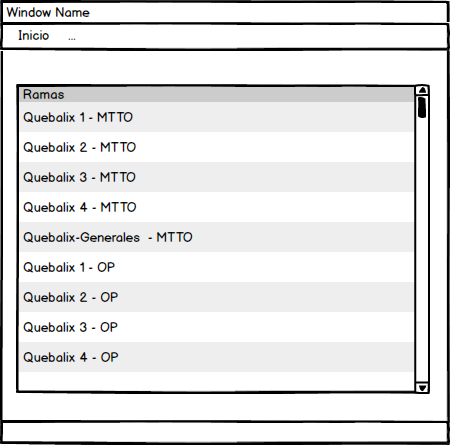 Window Name
Inicio ...
Ramas
Quebalix 1 - MTTO
Quebalix 2 - MTTO
Quebalix 3 - MTTO
Quebalix 4 - MTTO
Quebalix-Generales - MTTO
Quebalix 1 - OP
Quebalix 2 - OP
Quebalix 3 - OP
Quebalix 4 - OP